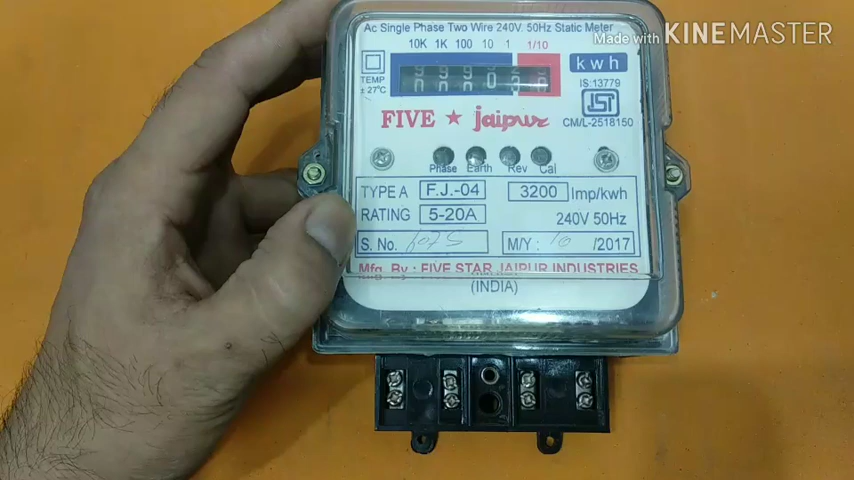 Ac Single Phase Two Wire 240V. 50Hz Static Meter
Made with KINEMASTER
10K 1K 100 10 1 1/10
TEMP
± 27°C
kwh
IS:13779
ISI
CM/L-2518150
FIVE ★ jaipur
Phase Earth Rev Cal
TYPE A F.J.-04 3200 Imp/kwh
RATING 5-20A 240V 50Hz
S. No. M/Y: 10 /2017
Mfg. By : FIVE STAR JAIPUR INDUSTRIES
(INDIA)